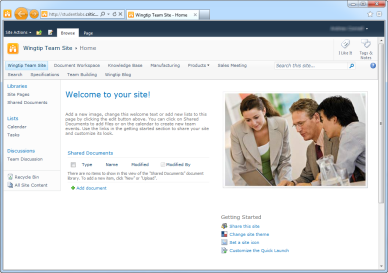 Wingtip Team Site - Home
Site Actions
Browse
Page
Wingtip Team Site › Home
I Like It
Tags &
Notes
Wingtip Team Site
Document Workspace
Knowledge Base
Manufacturing
Products
Sales Meeting
Search this site...
Search
Specifications
Team Building
Wingtip Blog
Libraries
Site Pages
Shared Documents
Lists
Calendar
Tasks
Discussions
Team Discussion
Recycle Bin
All Site Content
Welcome to your site!
Add a new image, change this welcome text or add new lists to this
page by clicking the edit button above. You can click on Shared
Documents to add files or on the calendar to create new team
events. Use the links in the getting started section to share your site
and customize its look.
Shared Documents
Type Name Modified Modified By
There are no items to show in this view of the "Shared Documents" document
library. To add a new item, click "New" or "Upload".
Add document
Getting Started
Share this site
Change site theme
Set a site icon
Customize the Quick Launch